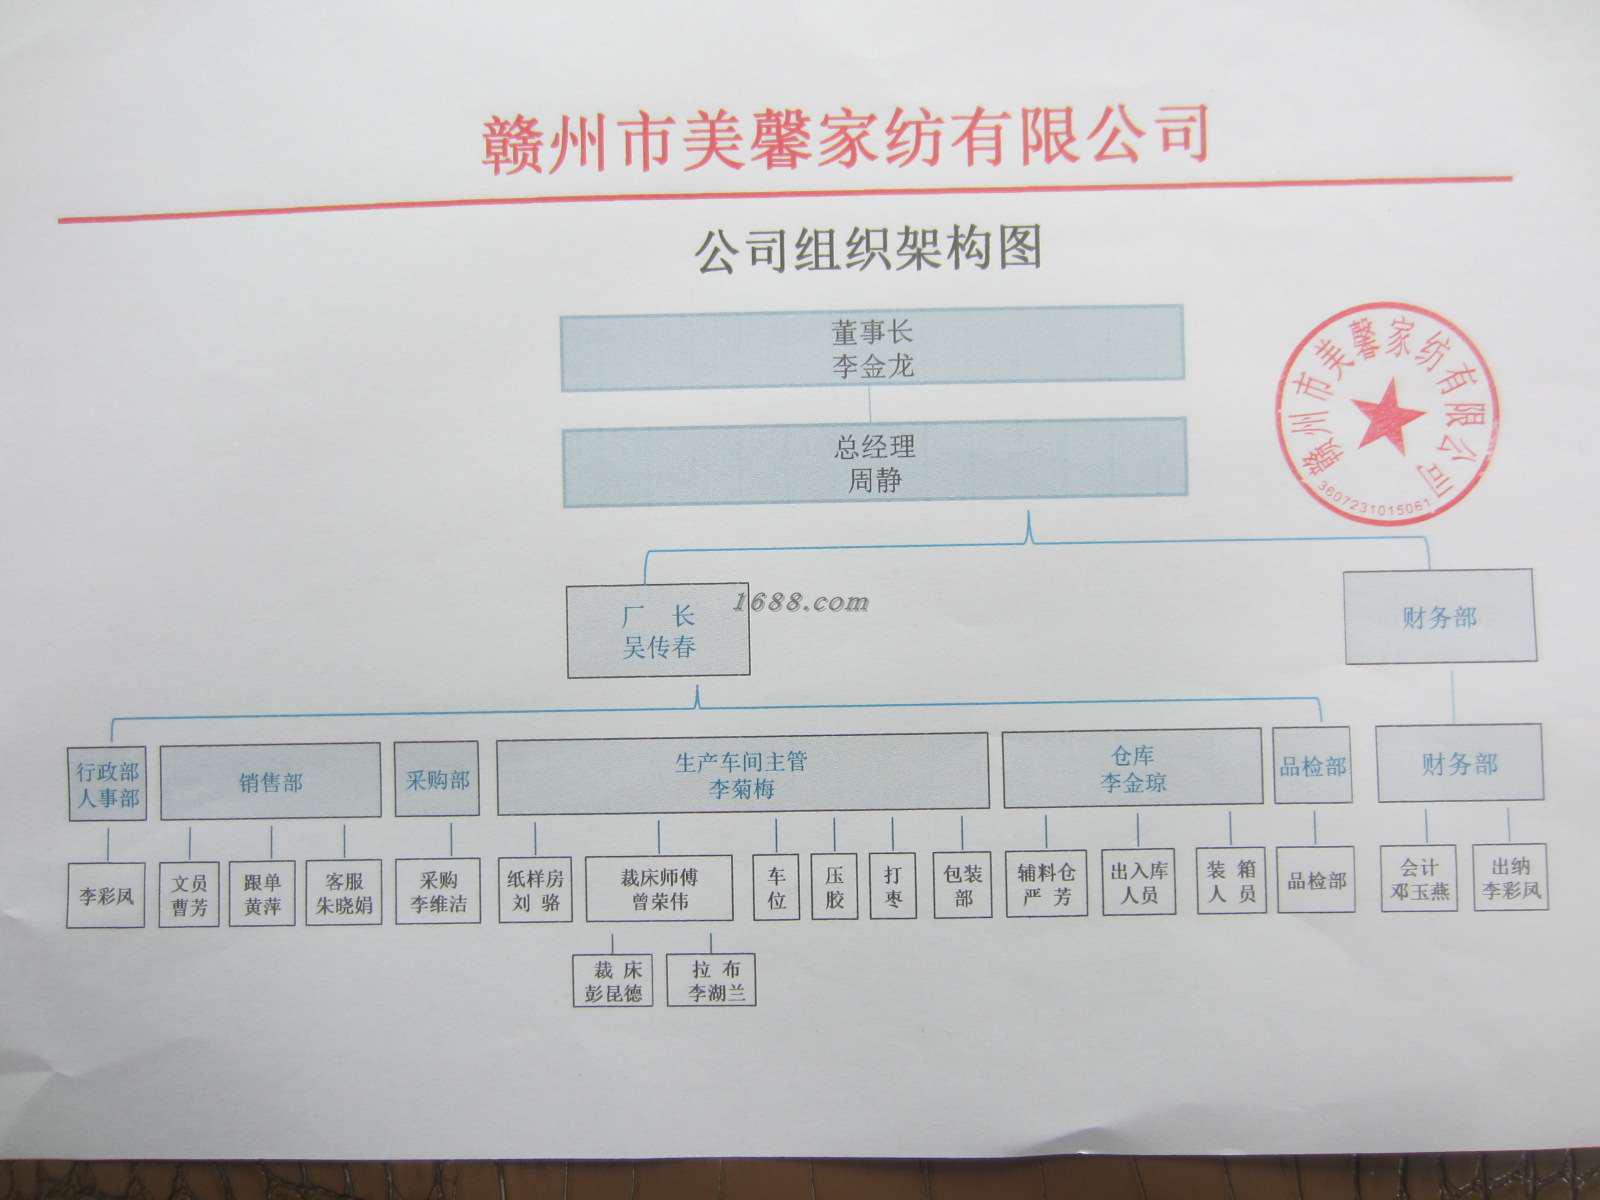 赣州市美馨家纺有限公司
公司组织架构图
董事长
李金龙
总经理
周静
赣州市美馨家纺有限公司
3607231015061
厂 长
吴传春
1688.com
财务部
行政部
人事部
销售部
采购部
生产车间主管
李菊梅
仓库
李金琼
品检部
财务部
李彩凤
文员
曹芳
跟单
黄萍
客服
朱晓娟
采购
李维洁
纸样房
刘 骆
裁床师傅
曾荣伟
车
位
压
胶
打
枣
包装
部
辅料仓
严 芳
出入库
人员
装 箱
人 员
品检部
会计
邓玉燕
出纳
李彩凤
裁 床
彭昆德
拉 布
李湖兰